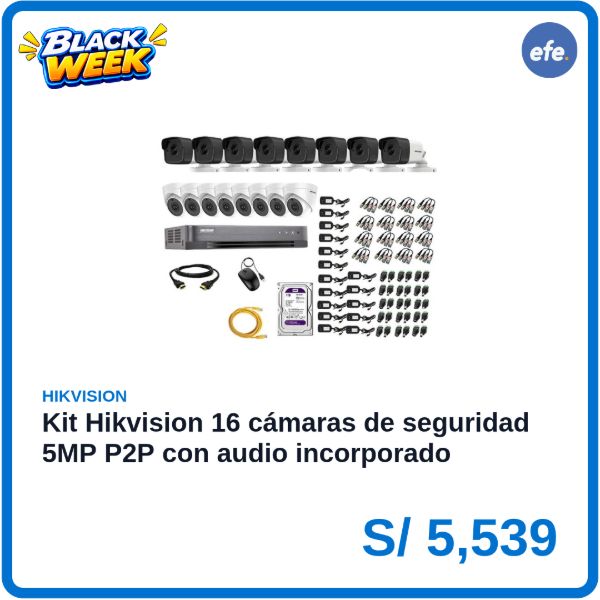 BLACK
WEEK
efe.
HIKVISION
Kit Hikvision 16 cámaras de seguridad
5MP P2P con audio incorporado
S/ 5,539